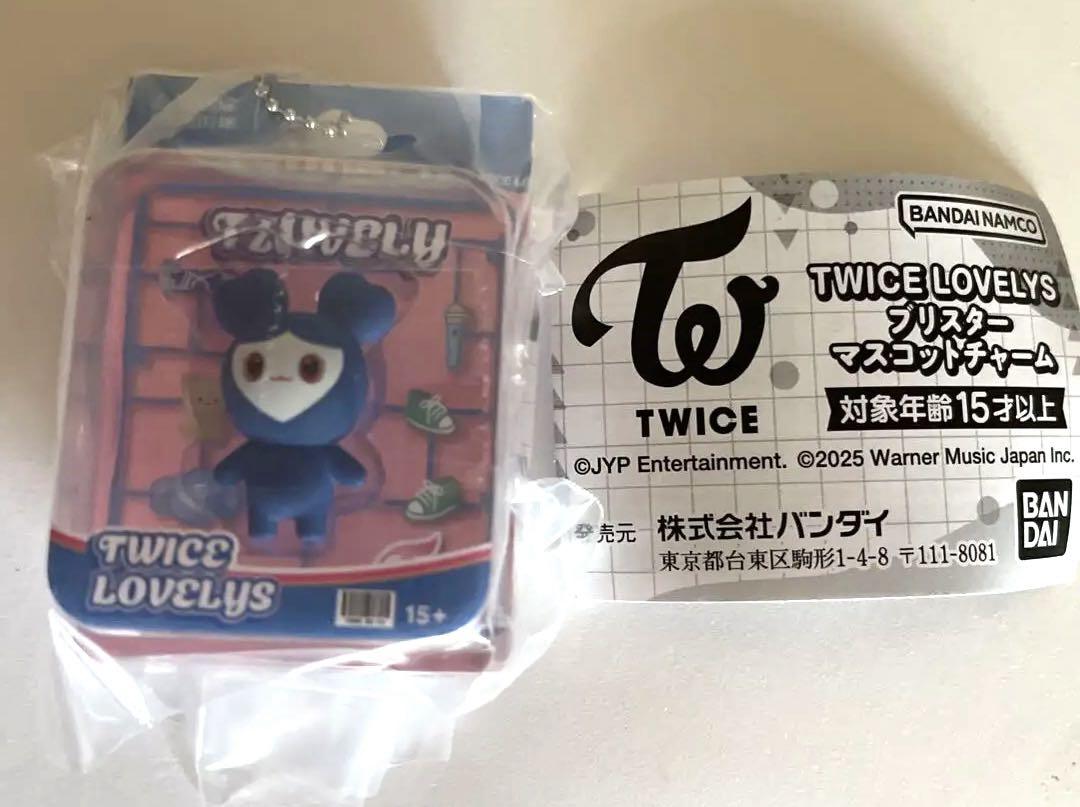 TZUWELY
TWICE
LOVELYS
15+
BANDAI NAMCO
TWICE LOVELYS
ブリスター
マスコットチャーム
対象年齢15才以上
TWICE
©JYP Entertainment. ©2025 Warner Music Japan Inc.
発売元 株式会社バンダイ
東京都台東区駒形1-4-8 〒111-8081
BAN
DAI